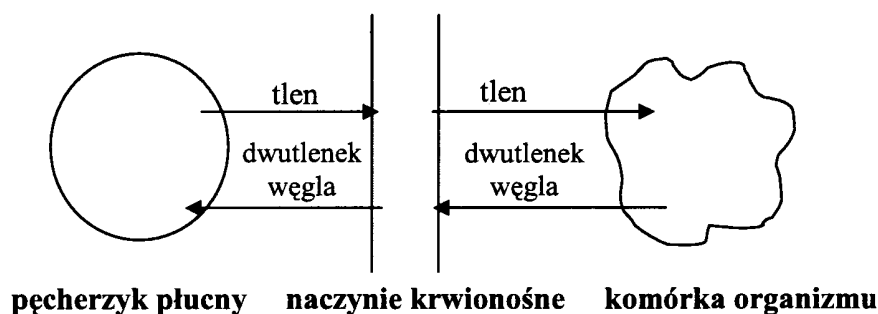 tlen
tlen
dwutlenek
węgla
dwutlenek
węgla
pęcherzyk płucny naczynie krwionośne komórka organizmu